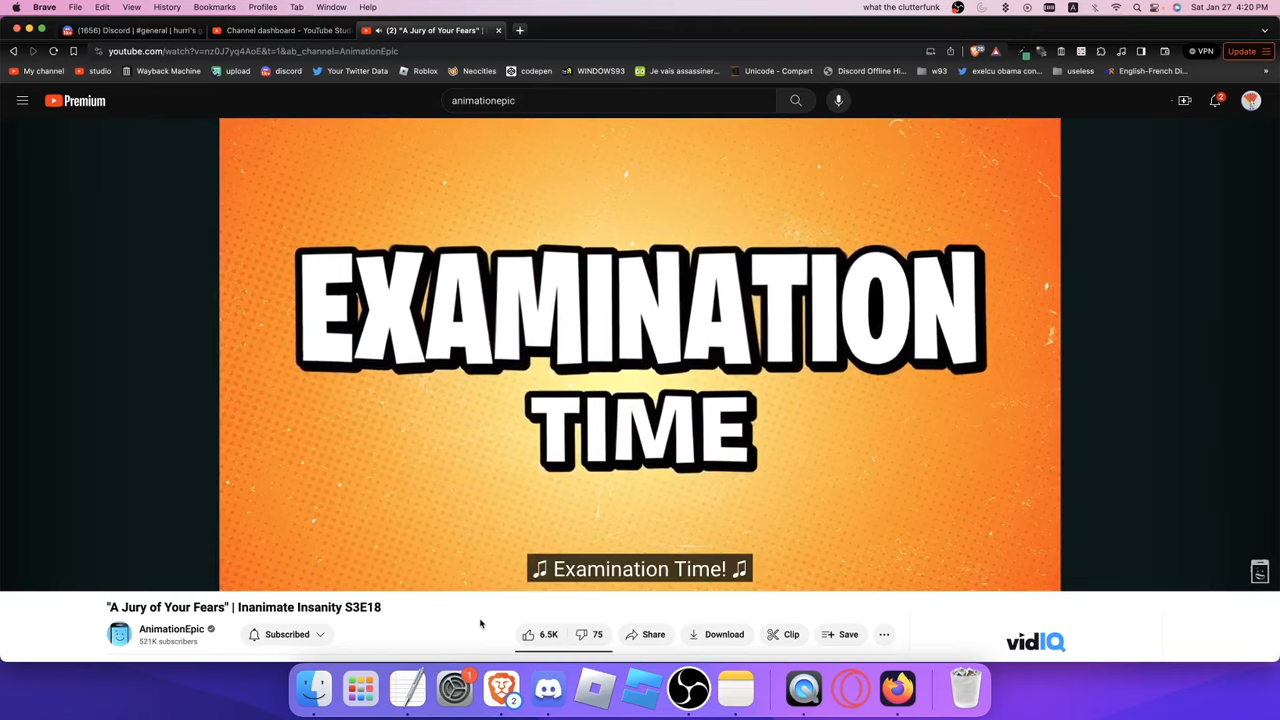 Brave File Edit View History Bookmarks Profiles Tab Window Help what the clutterfunk A Sat Jan 27 4:20 PM
(1656) Discord | #general | hurri's g Channel dashboard - YouTube Stud (2) "A Jury of Your Fears" |
youtube.com/watch?v=nz0J7yq4AoE&t=1&ab_channel=AnimationEpic VPN Update
My channel studio Wayback Machine upload discord Your Twitter Data Roblox Neocities codepen WINDOWS93 Je vais assassiner... Unicode - Compart Discord Offline Hi... w93 exelcu obama con... useless English-French Di... »
Premium animationepic 2
EXAMINATION
TIME
♫ Examination Time! ♫
"A Jury of Your Fears" | Inanimate Insanity S3E18
AnimationEpic
521K subscribers
Subscribed 6.5K 75 Share Download Clip Save ... vidIQ
1 2